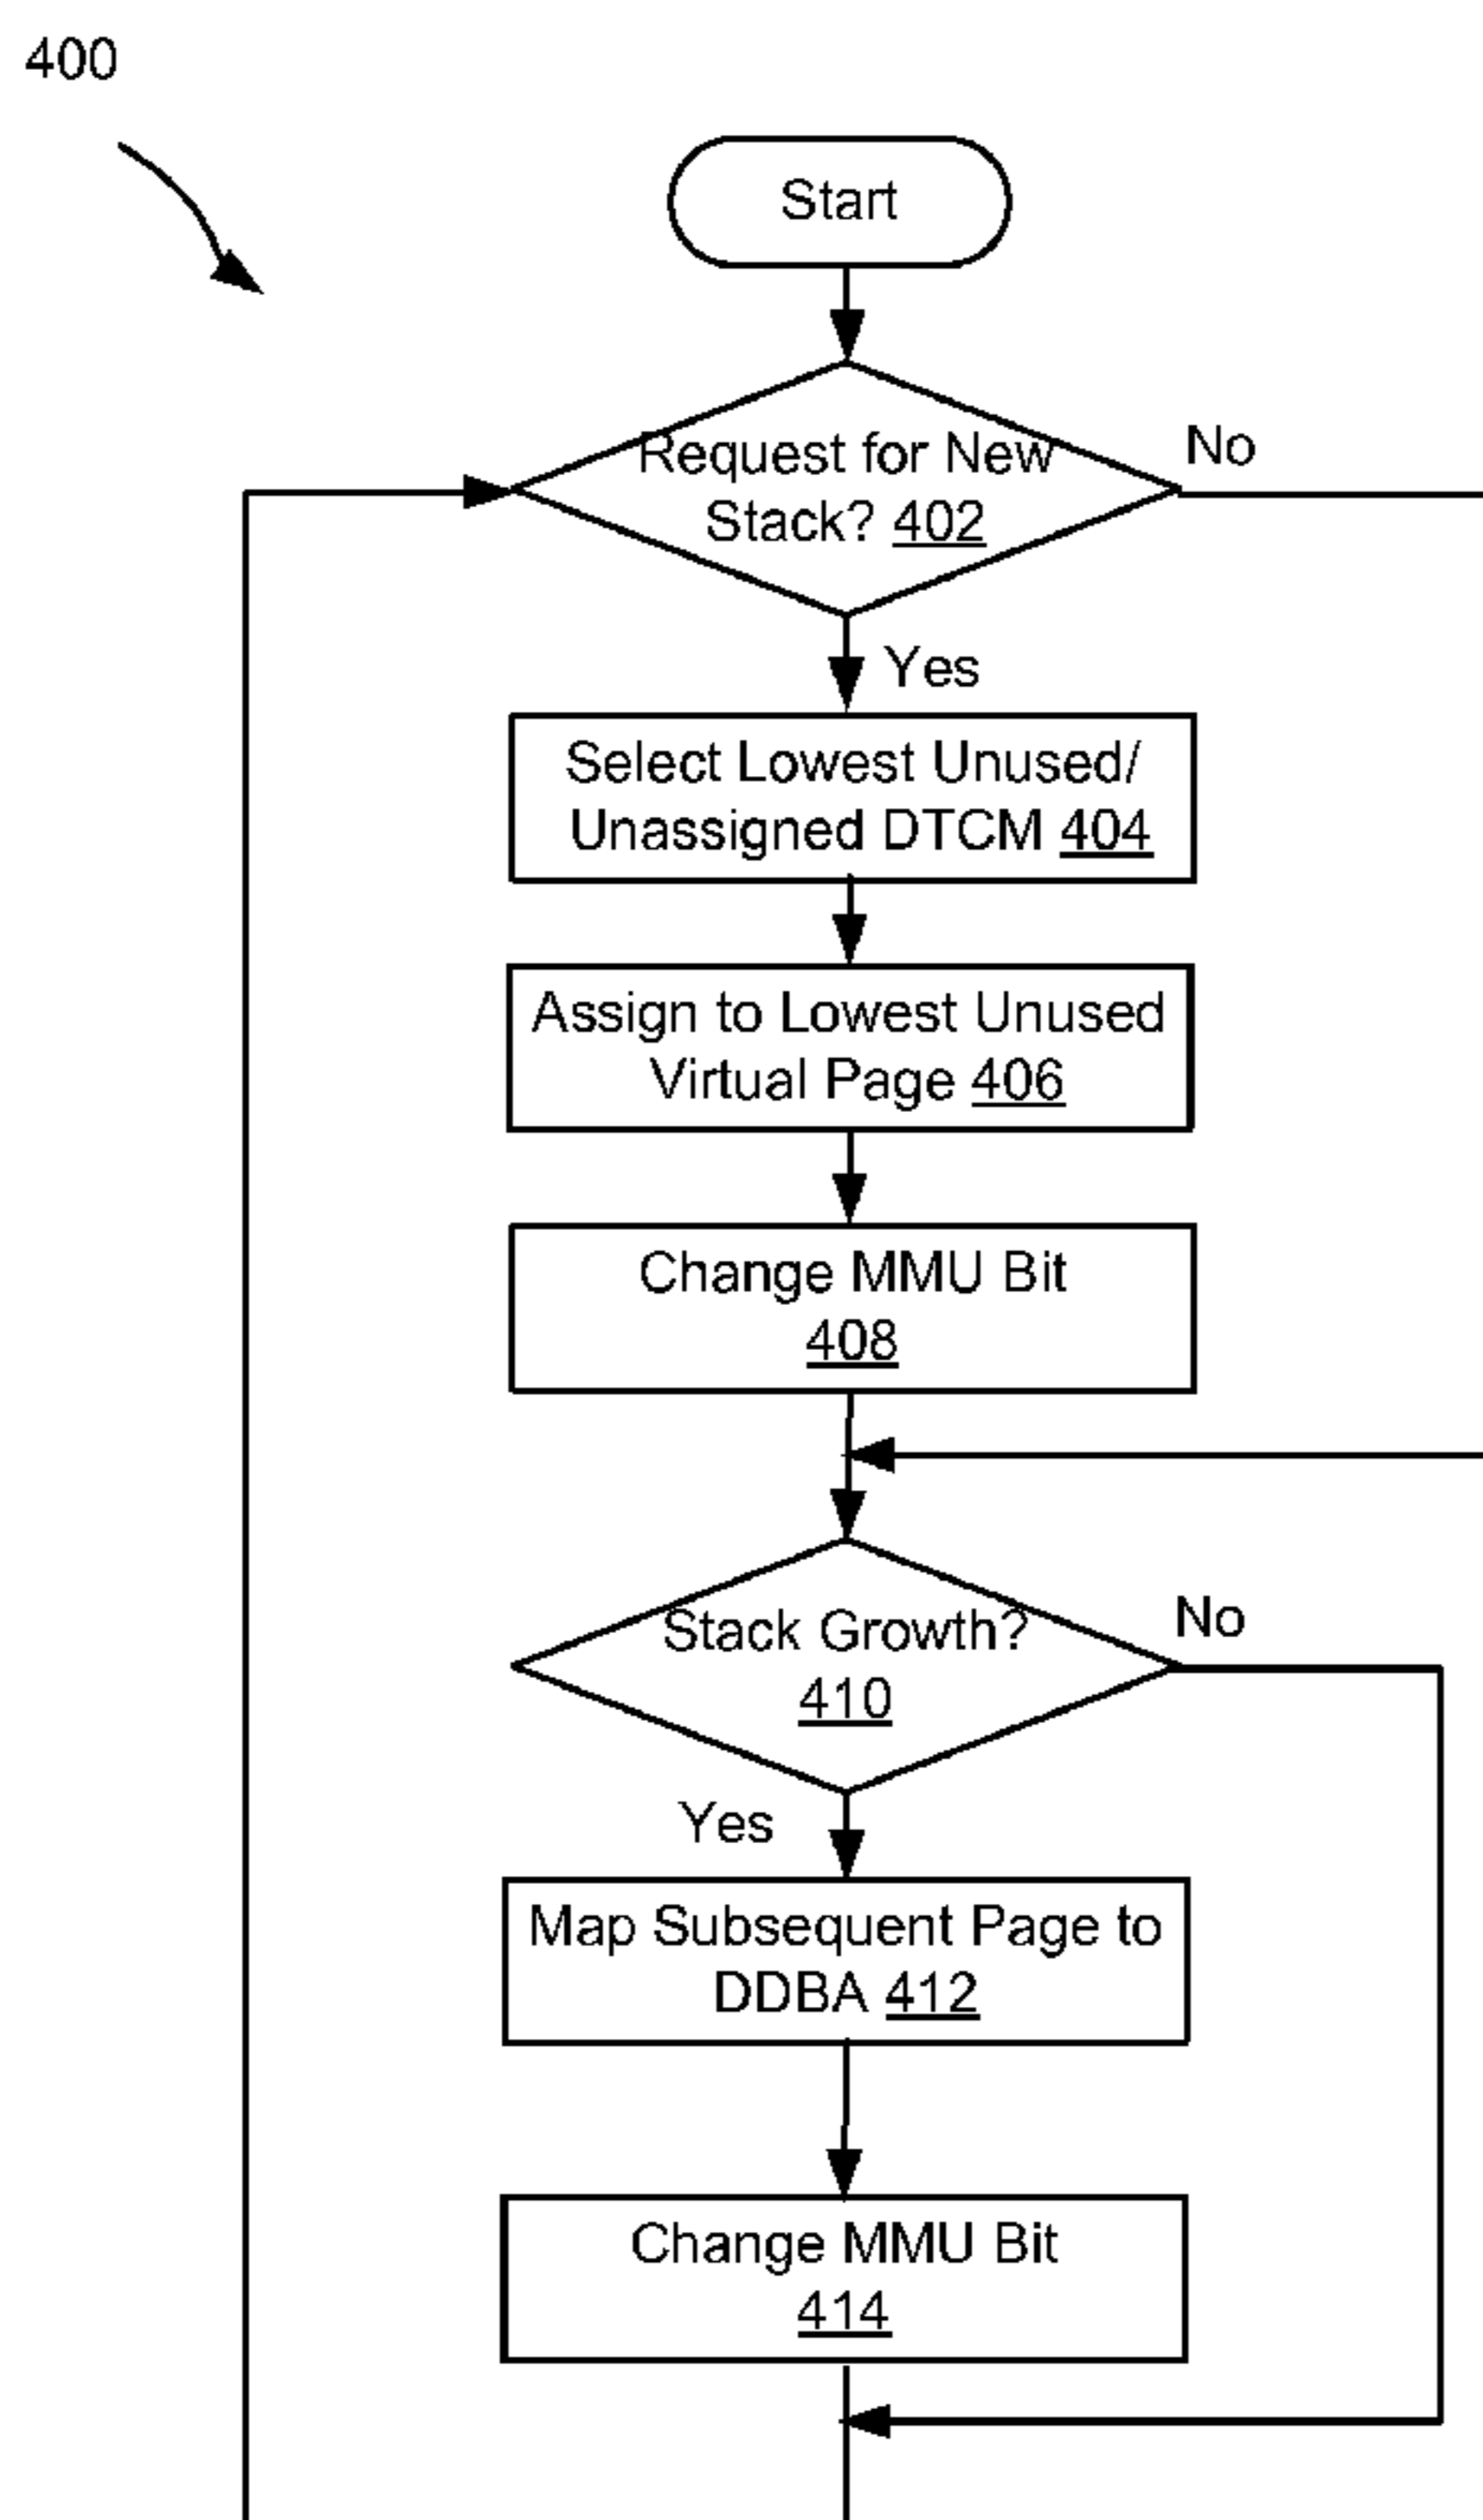 400
Start
Request for New
Stack? 402
No
Yes
Select Lowest Unused/
Unassigned DTCM 404
Assign to Lowest Unused
Virtual Page 406
Change MMU Bit
408
Stack Growth?
410
No
Yes
Map Subsequent Page to
DDBA 412
Change MMU Bit
414